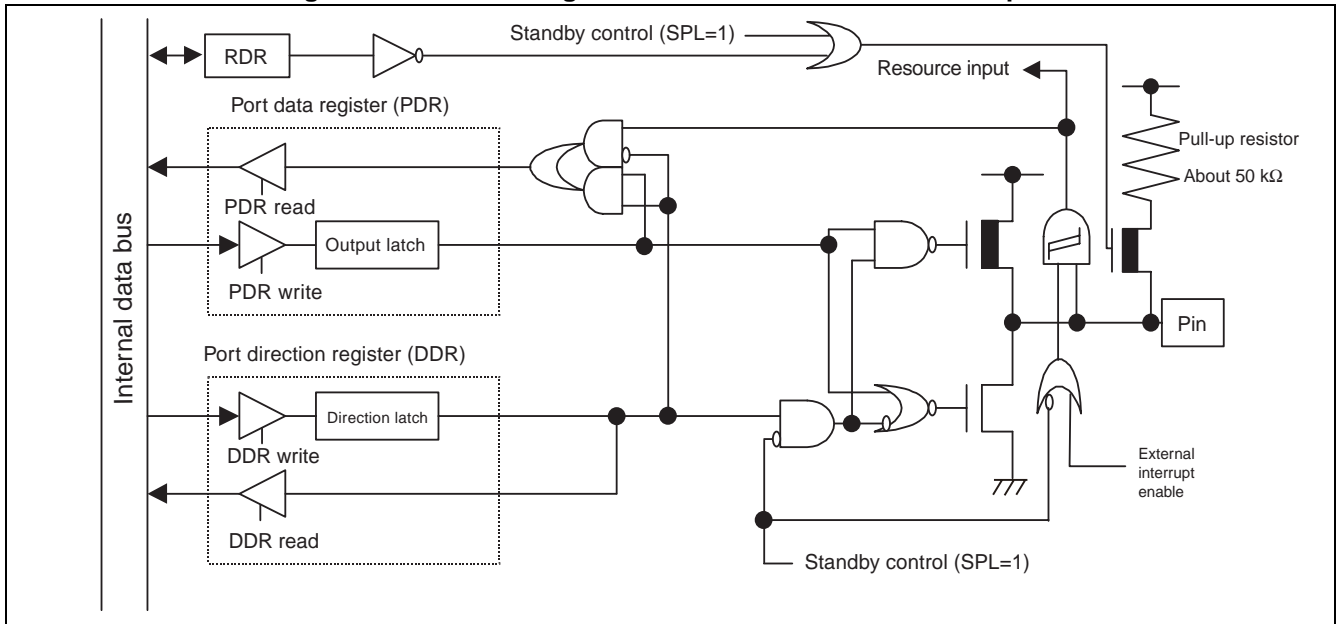 Standby control (SPL=1)
RDR
Resource input
Port data register (PDR)
Pull-up resistor
About 50 kΩ
PDR read
Internal data bus
Output latch
PDR write
Pin
Port direction register (DDR)
Direction latch
DDR write
External
interrupt
enable
DDR read
Standby control (SPL=1)